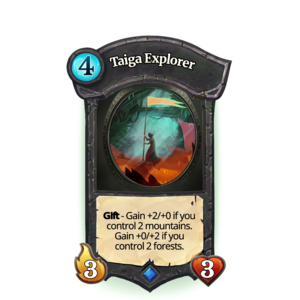 4
Taiga Explorer
Gift - Gain +2/+0 if you
control 2 mountains.
Gain +0/+2 if you
control 2 forests.
3
3